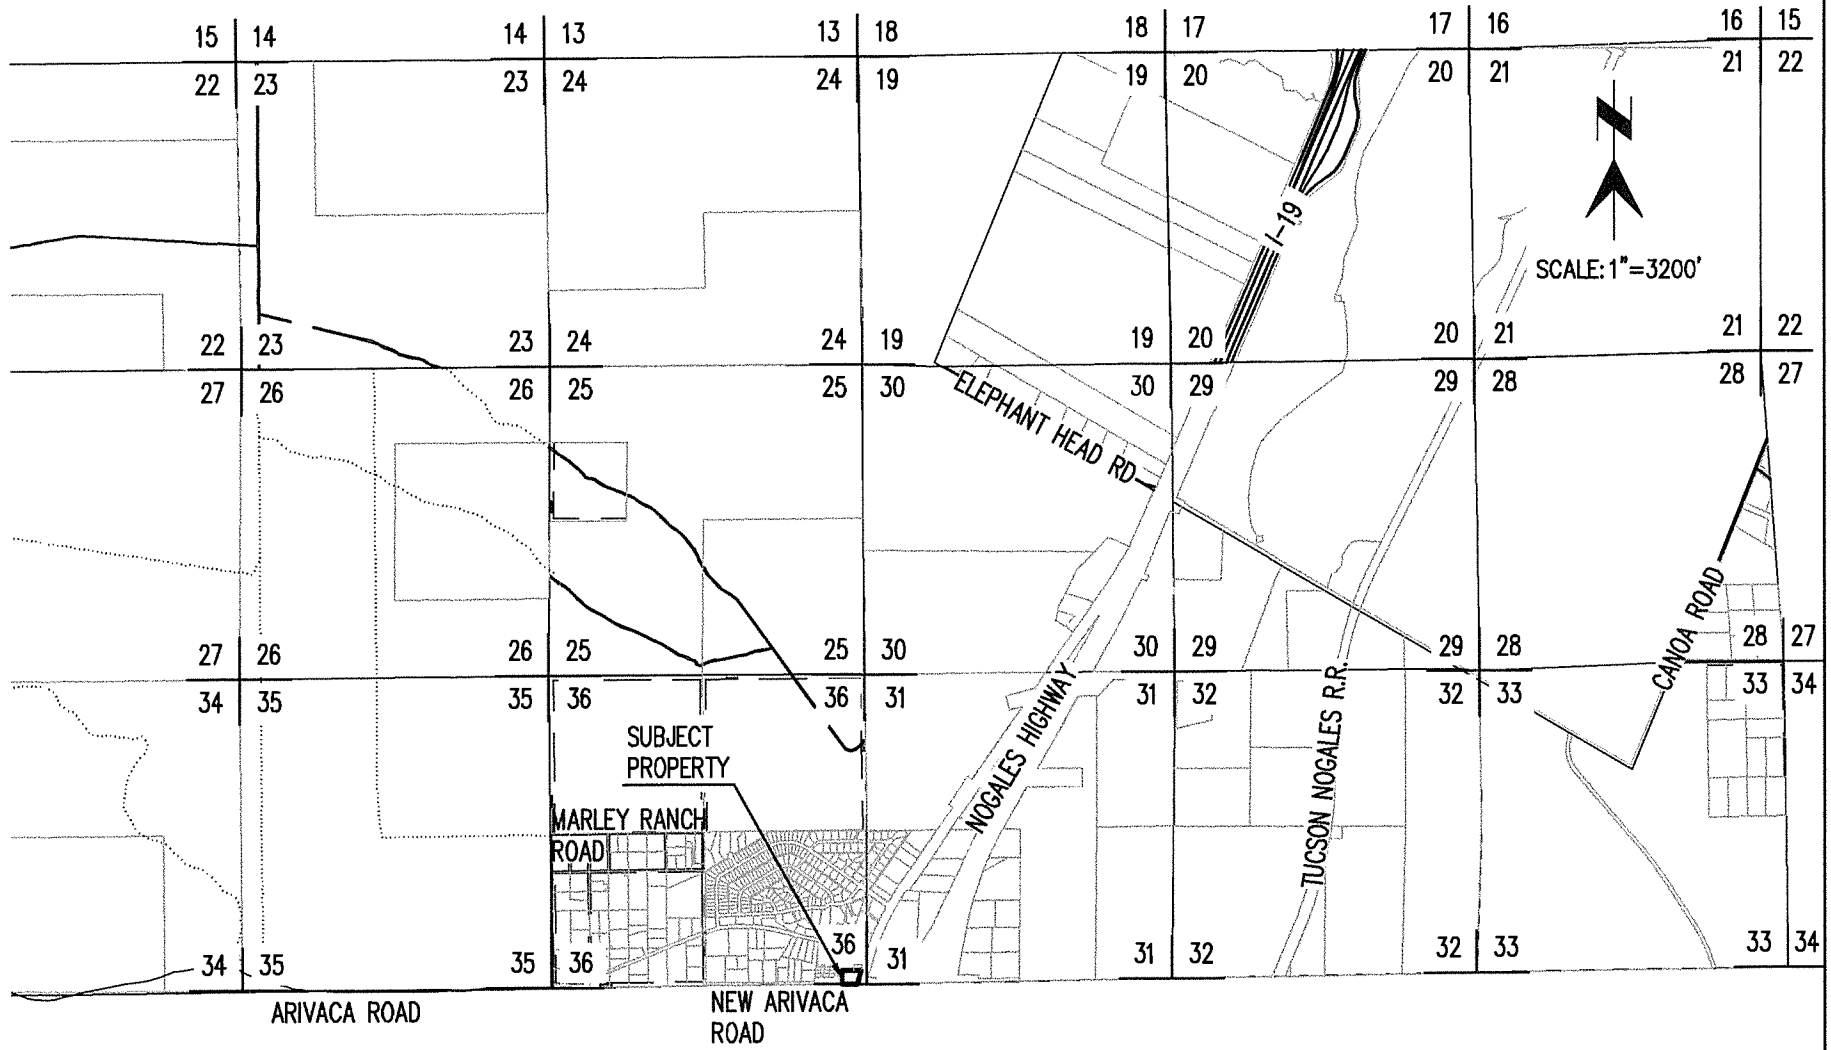 15 14 14 13 13 18 18 17 17 16 16 15
22 23 23 24 24 19 19 20 20 21 21 22
N
I-19
SCALE: 1"=3200'
22 23 23 24 24 19 19 20 20 21 21 22
27 26 26 25 25 30 30 29 29 28 28 27
ELEPHANT HEAD RD
CANOA ROAD
27 26 26 25 25 30 30 29 29 28 28 27
34 35 35 36 36 31 31 32 32 33 33 34
NOGALES HIGHWAY
TUCSON NOGALES R.R.
SUBJECT
PROPERTY
MARLEY RANCH
ROAD
34 35 35 36 36 31 31 32 32 33 33 34
ARIVACA ROAD
NEW ARIVACA
ROAD